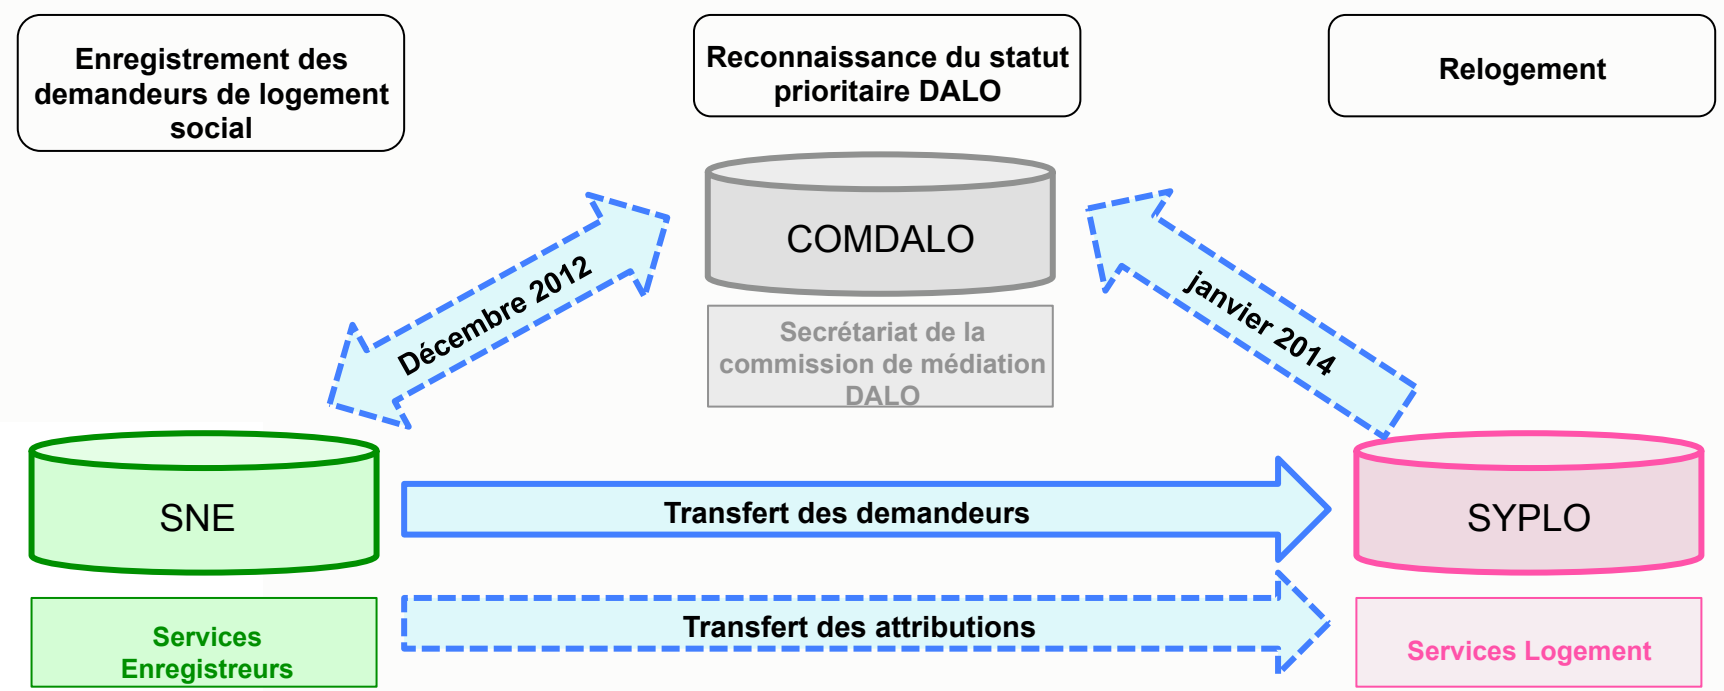 Enregistrement des
demandeurs de logement
social
Reconnaissance du statut
prioritaire DALO
Relogement
COMDALO
Secrétariat de la
commission de médiation
DALO
Décembre 2012
janvier 2014
SNE
Transfert des demandeurs
SYPLO
Services
Enregistreurs
Transfert des attributions
Services Logement